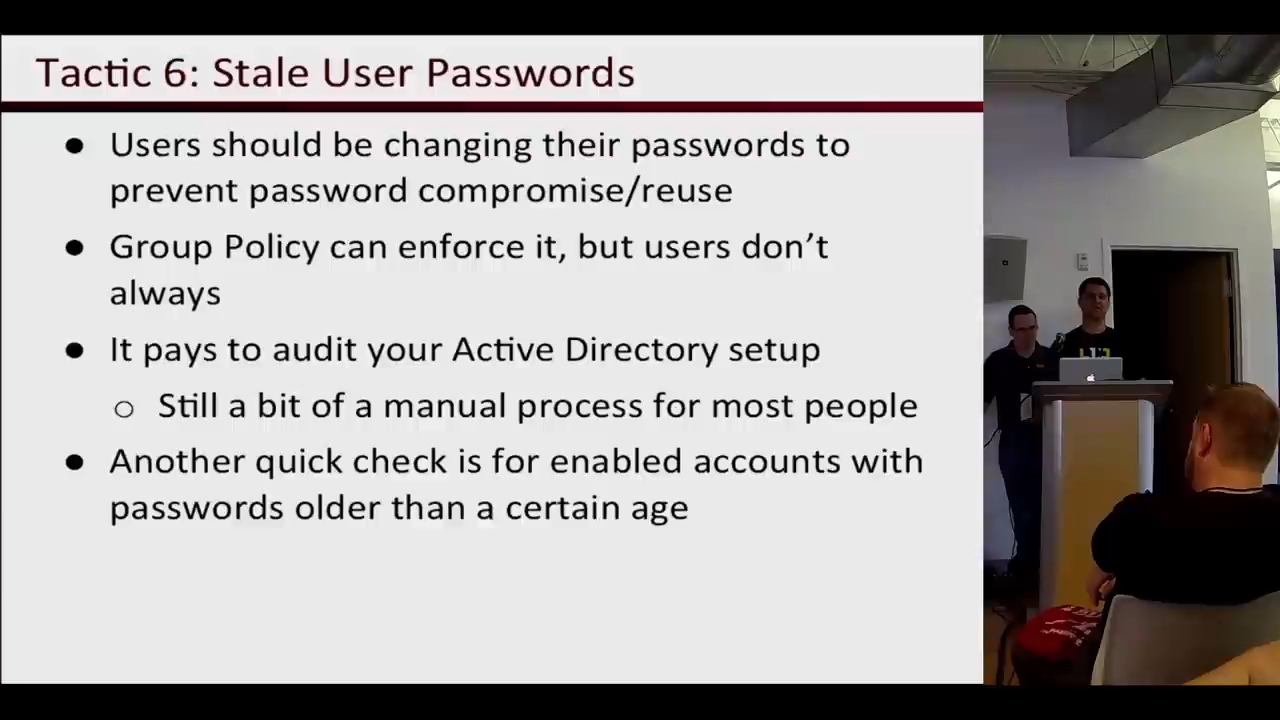 Tactic 6: Stale User Passwords
● Users should be changing their passwords to
prevent password compromise/reuse
● Group Policy can enforce it, but users don’t
always
● It pays to audit your Active Directory setup
○ Still a bit of a manual process for most people
● Another quick check is for enabled accounts with
passwords older than a certain age